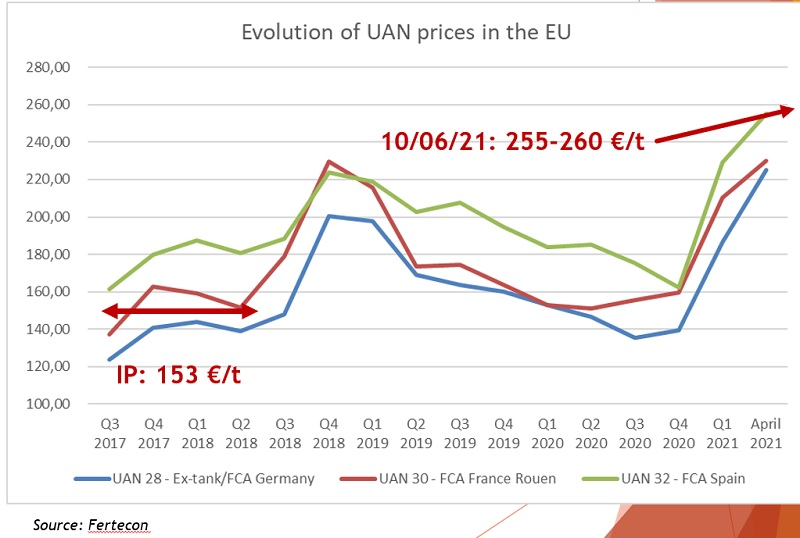 Evolution of UAN prices in the EU
280,00
260,00
240,00
220,00
200,00
180,00
160,00
140,00
120,00
100,00
10/06/21: 255-260 €/t
IP: 153 €/t
Q3 Q4 Q1 Q2 Q3 Q4 Q1 Q2 Q3 Q4 Q1 Q2 Q3 Q4 Q1 April
2017 2017 2018 2018 2018 2018 2019 2019 2019 2019 2020 2020 2020 2020 2021 2021
UAN 28 - Ex-tank/FCA Germany UAN 30 - FCA France Rouen UAN 32 - FCA Spain
Source: Fertecon